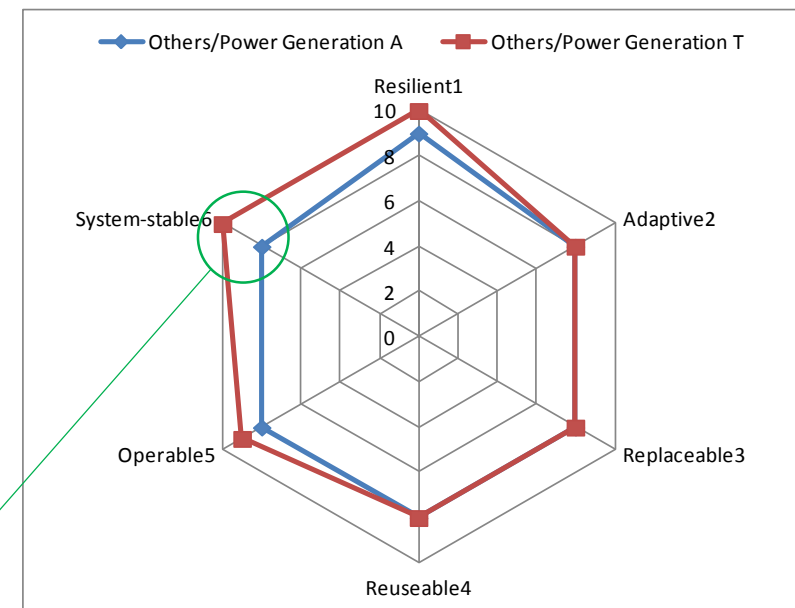 Others/Power Generation A Others/Power Generation T
Resilient1
10
8
System-stable6 Adaptive2
6
4
2
0
Operable5 Replaceable3
Reuseable4